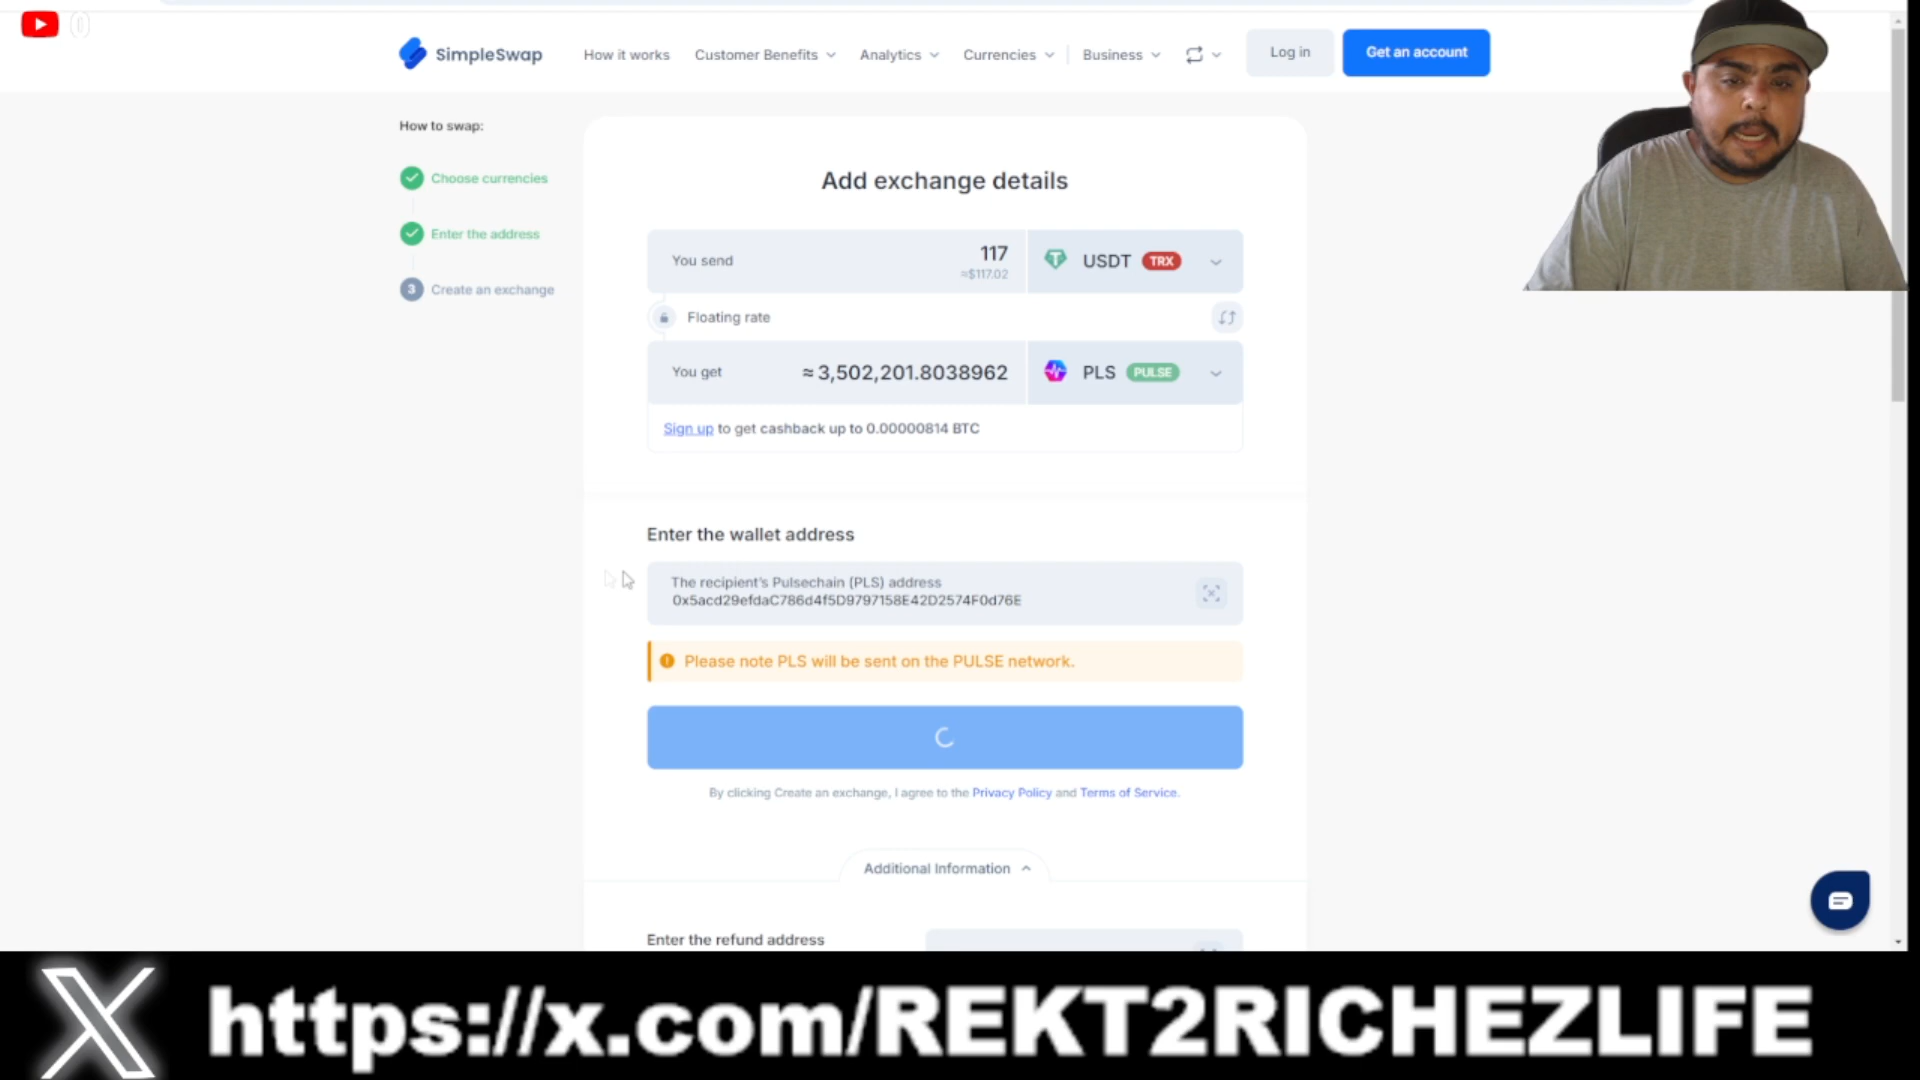 SimpleSwap
How it works
Customer Benefits
Analytics
Currencies
Business
Log in
Get an account
How to swap:
Choose currencies
Enter the address
3 Create an exchange
Add exchange details
You send
117
≈$117.02
USDT TRX
Floating rate
You get
≈ 3,502,201.8038962
PLS PULSE
Sign up to get cashback up to 0.00000814 BTC
Enter the wallet address
The recipient's Pulsechain (PLS) address
0x5acd29efdaC786d4f5D9797158E42D2574F0d76E
Please note PLS will be sent on the PULSE network.
By clicking Create an exchange, I agree to the Privacy Policy and Terms of Service.
Additional Information
Enter the refund address
X https://x.com/REKT2RICHEZLIFE